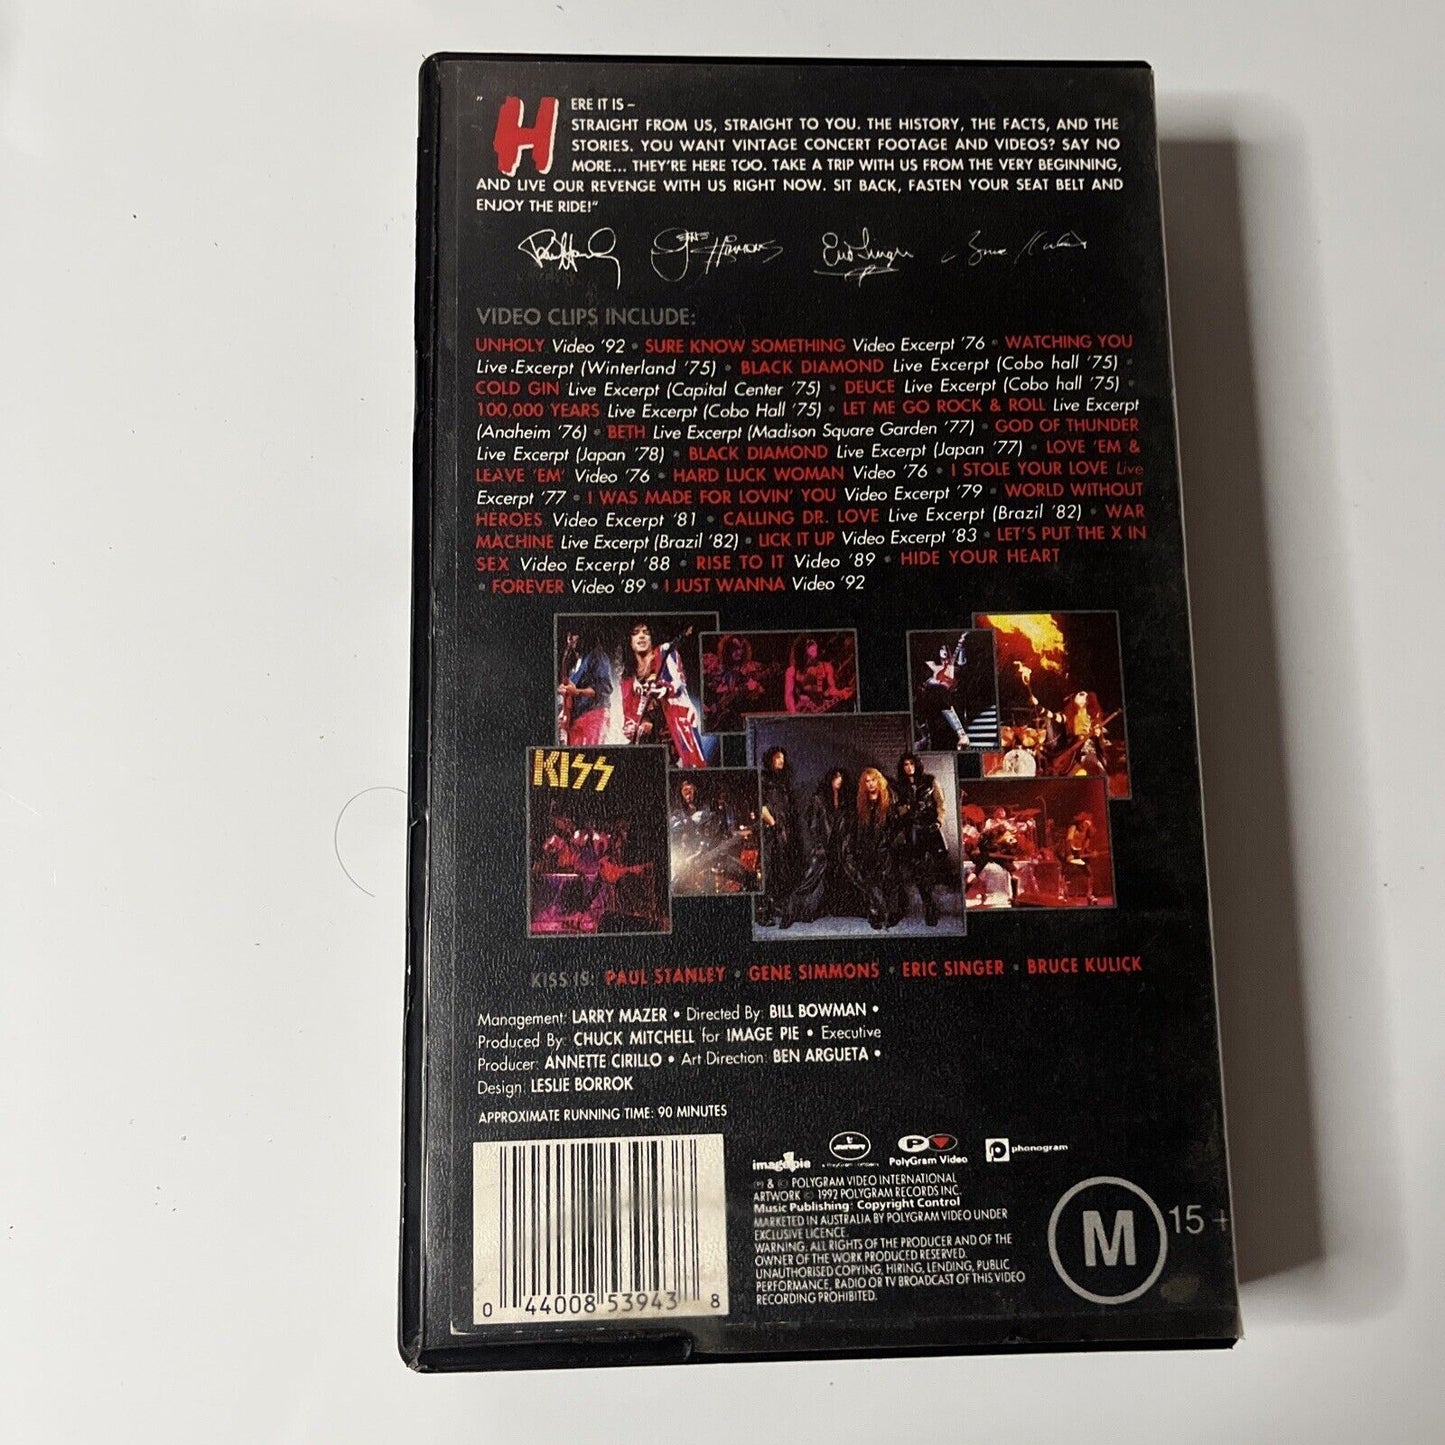 " HERE IT IS –
STRAIGHT FROM US, STRAIGHT TO YOU. THE HISTORY, THE FACTS, AND THE
STORIES. YOU WANT VINTAGE CONCERT FOOTAGE AND VIDEOS? SAY NO
MORE... THEY'RE HERE TOO. TAKE A TRIP WITH US FROM THE VERY BEGINNING,
AND LIVE OUR REVENGE WITH US RIGHT NOW. SIT BACK, FASTEN YOUR SEAT BELT AND
ENJOY THE RIDE!"
Paul Stanley Gene Simmons Eric Singer Bruce Kulick
VIDEO CLIPS INCLUDE:
UNHOLY Video '92 • SURE KNOW SOMETHING Video Excerpt '76 • WATCHING YOU
Live Excerpt (Winterland '75) • BLACK DIAMOND Live Excerpt (Cobo hall '75) •
COLD GIN Live Excerpt (Capital Center '75) • DEUCE Live Excerpt (Cobo hall '75) •
100,000 YEARS Live Excerpt (Cobo Hall '75) • LET ME GO ROCK & ROLL Live Excerpt
(Anaheim '76) • BETH Live Excerpt (Madison Square Garden '77) • GOD OF THUNDER
Live Excerpt (Japan '78) • BLACK DIAMOND Live Excerpt (Japan '77) • LOVE 'EM &
LEAVE 'EM' Video '76 • HARD LUCK WOMAN Video '76 • I STOLE YOUR LOVE Live
Excerpt '77 • I WAS MADE FOR LOVIN' YOU Video Excerpt '79 • WORLD WITHOUT
HEROES Video Excerpt '81 • CALLING DR. LOVE Live Excerpt (Brazil '82) • WAR
MACHINE Live Excerpt (Brazil '82) • LICK IT UP Video Excerpt '83 • LET'S PUT THE X IN
SEX Video Excerpt '88 • RISE TO IT Video '89 • HIDE YOUR HEART
• FOREVER Video '89 • I JUST WANNA Video '92
KISS
KISS IS: PAUL STANLEY • GENE SIMMONS • ERIC SINGER • BRUCE KULICK
Management: LARRY MAZER • Directed By: BILL BOWMAN •
Produced By: CHUCK MITCHELL for IMAGE PIE • Executive
Producer: ANNETTE CIRILLO • Art Direction: BEN ARGUETA •
Design: LESLIE BORROK
APPROXIMATE RUNNING TIME: 90 MINUTES
imagepie PolyGram Video phonogram
℗ & © POLYGRAM VIDEO INTERNATIONAL
ARTWORK © 1992 POLYGRAM RECORDS INC.
Music Publishing: Copyright Control
MARKETED IN AUSTRALIA BY POLYGRAM VIDEO UNDER
EXCLUSIVE LICENCE.
WARNING: ALL RIGHTS OF THE PRODUCER AND OF THE
OWNER OF THE WORK PRODUCED RESERVED.
UNAUTHORISED COPYING, HIRING, LENDING, PUBLIC
PERFORMANCE, RADIO OR TV BROADCAST OF THIS VIDEO
RECORDING PROHIBITED.
M 15+
0 44008 53943 8